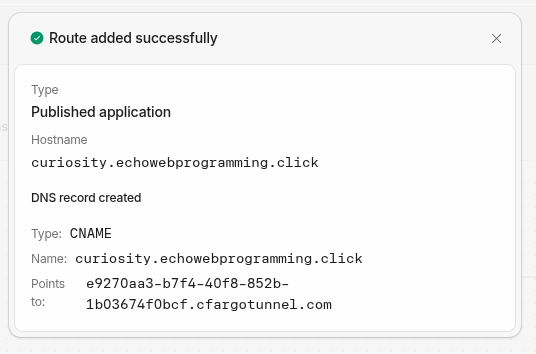 Route added successfully
Type
Published application
Hostname
curiosity.echowebprogramming.click
DNS record created
Type: CNAME
Name: curiosity.echowebprogramming.click
Points to: e9270aa3-b7f4-40f8-852b-
1b03674f0bcf.cfargotunnel.com